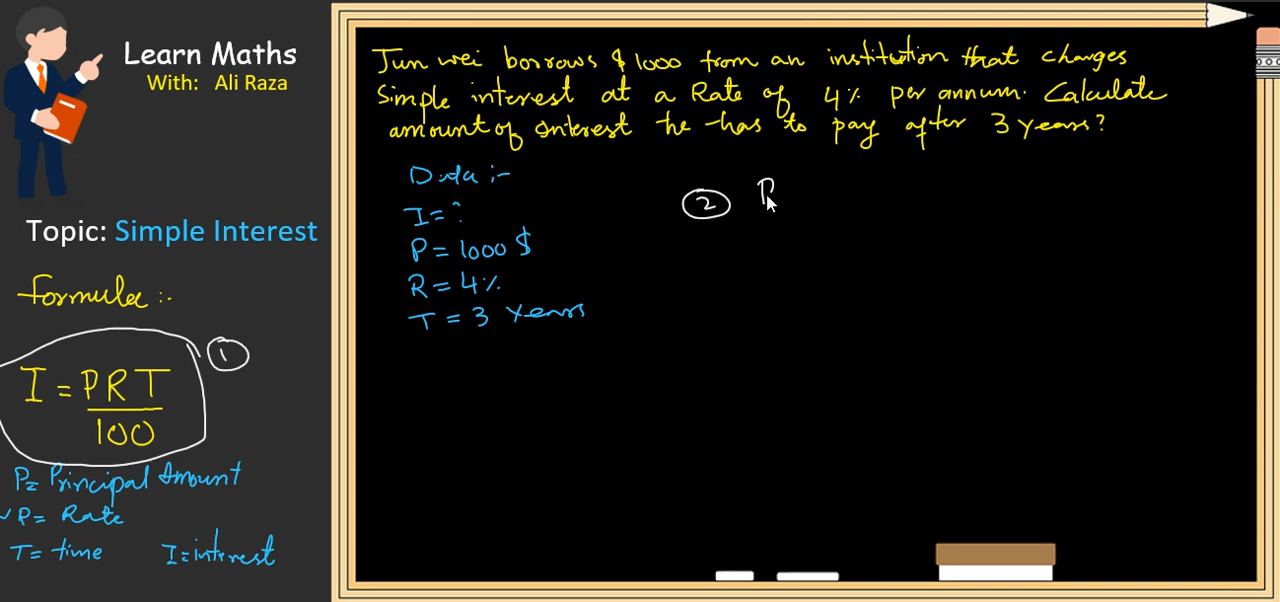 Learn Maths
With: Ali Raza
Topic: Simple Interest
formula :-
I = PRT
100
1
P= Principal Amount
R= Rate
T= time I=interest
Jun wei borrows $ 1000 from an institution that changes
Simple interest at a Rate of 4% per annum. Calculate
amount of interest he has to pay after 3 years?
Data :-
I = ?
P = 1000 $
R = 4%
T = 3 Years
2 P